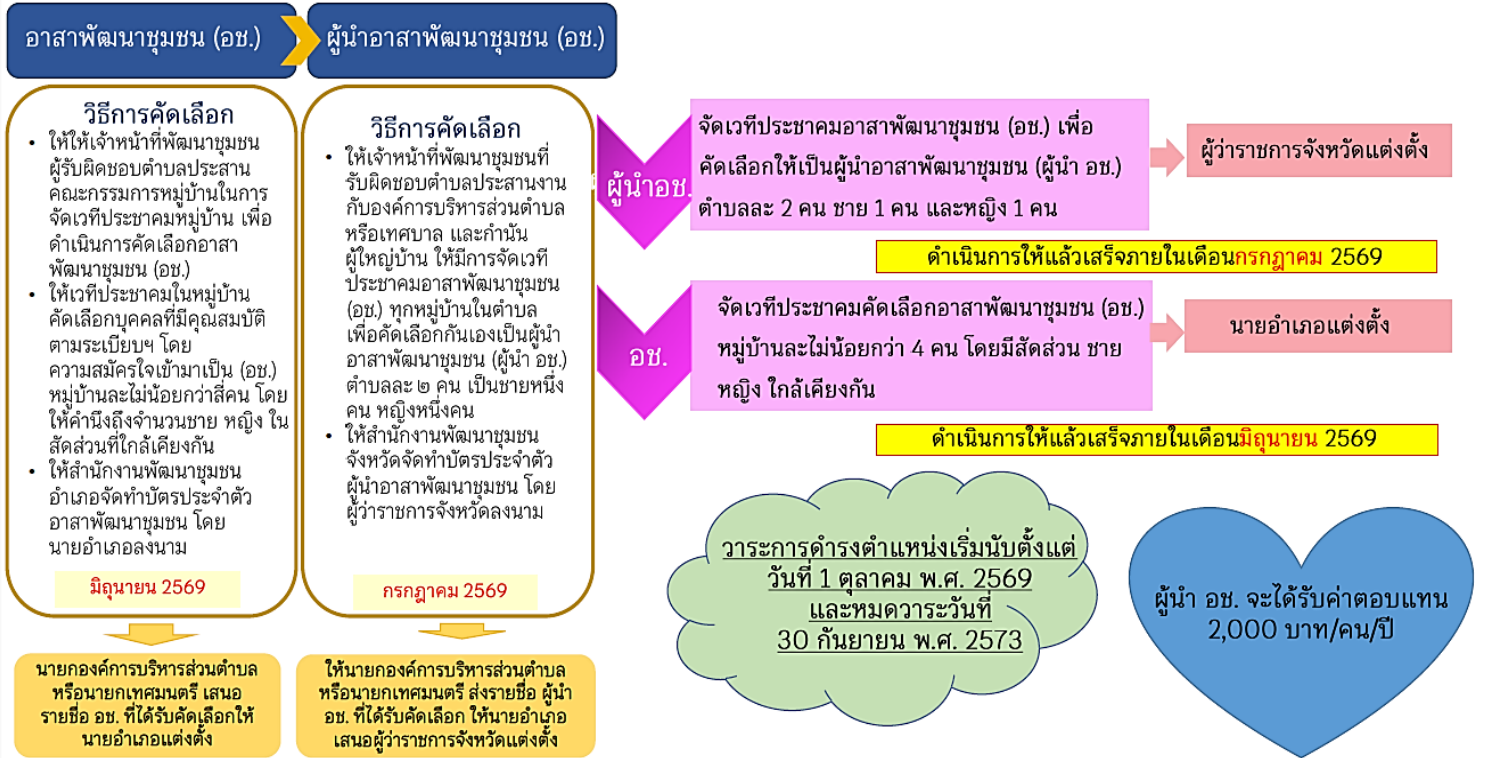 อาสาพัฒนาชุมชน (อช.)
ผู้นำอาสาพัฒนาชุมชน (อช.)
วิธีการคัดเลือก
• ให้ให้เจ้าหน้าที่พัฒนาชุมชน
ผู้รับผิดชอบตำบลประสาน
คณะกรรมการหมู่บ้านในการ
จัดเวทีประชาคมหมู่บ้าน เพื่อ
ดำเนินการคัดเลือกอาสา
พัฒนาชุมชน (อช.)
• ให้เวทีประชาคมในหมู่บ้าน
คัดเลือกบุคคลที่มีคุณสมบัติ
ตามระเบียบฯ โดย
ความสมัครใจเข้ามาเป็น (อช.)
หมู่บ้านละไม่น้อยกว่าสี่คน โดย
ให้คำนึงถึงจำนวนชาย หญิง ใน
สัดส่วนที่ใกล้เคียงกัน
• ให้สำนักงานพัฒนาชุมชน
อำเภอจัดทำบัตรประจำตัว
อาสาพัฒนาชุมชน โดย
นายอำเภอลงนาม
มิถุนายน 2569
นายกองค์การบริหารส่วนตำบล
หรือนายกเทศมนตรี เสนอ
รายชื่อ อช. ที่ได้รับคัดเลือกให้
นายอำเภอแต่งตั้ง
วิธีการคัดเลือก
• ให้เจ้าหน้าที่พัฒนาชุมชนที่
รับผิดชอบตำบลประสานงาน
กับองค์การบริหารส่วนตำบล
หรือเทศบาล และกำนัน
ผู้ใหญ่บ้าน ให้มีการจัดเวที
ประชาคมอาสาพัฒนาชุมชน
(อช.) ทุกหมู่บ้านในตำบล
เพื่อคัดเลือกกันเองเป็นผู้นำ
อาสาพัฒนาชุมชน (ผู้นำ อช.)
ตำบลละ ๒ คน เป็นชายหนึ่ง
คน หญิงหนึ่งคน
• ให้สำนักงานพัฒนาชุมชน
จังหวัดจัดทำบัตรประจำตัว
ผู้นำอาสาพัฒนาชุมชน โดย
ผู้ว่าราชการจังหวัดลงนาม
กรกฎาคม 2569
ให้นายกองค์การบริหารส่วนตำบล
หรือนายกเทศมนตรี ส่งรายชื่อ ผู้นำ
อช. ที่ได้รับคัดเลือก ให้นายอำเภอ
เสนอผู้ว่าราชการจังหวัดแต่งตั้ง
ผู้นำอช.
จัดเวทีประชาคมอาสาพัฒนาชุมชน (อช.) เพื่อ
คัดเลือกให้เป็นผู้นำอาสาพัฒนาชุมชน (ผู้นำ อช.)
ตำบลละ 2 คน ชาย 1 คน และหญิง 1 คน
ผู้ว่าราชการจังหวัดแต่งตั้ง
ดำเนินการให้แล้วเสร็จภายในเดือนกรกฎาคม 2569
อช.
จัดเวทีประชาคมคัดเลือกอาสาพัฒนาชุมชน (อช.)
หมู่บ้านละไม่น้อยกว่า 4 คน โดยมีสัดส่วน ชาย
หญิง ใกล้เคียงกัน
นายอำเภอแต่งตั้ง
ดำเนินการให้แล้วเสร็จภายในเดือนมิถุนายน 2569
วาระการดำรงตำแหน่งเริ่มนับตั้งแต่
วันที่ 1 ตุลาคม พ.ศ. 2569
และหมดวาระวันที่
30 กันยายน พ.ศ. 2573
ผู้นำ อช. จะได้รับค่าตอบแทน
2,000 บาท/คน/ปี